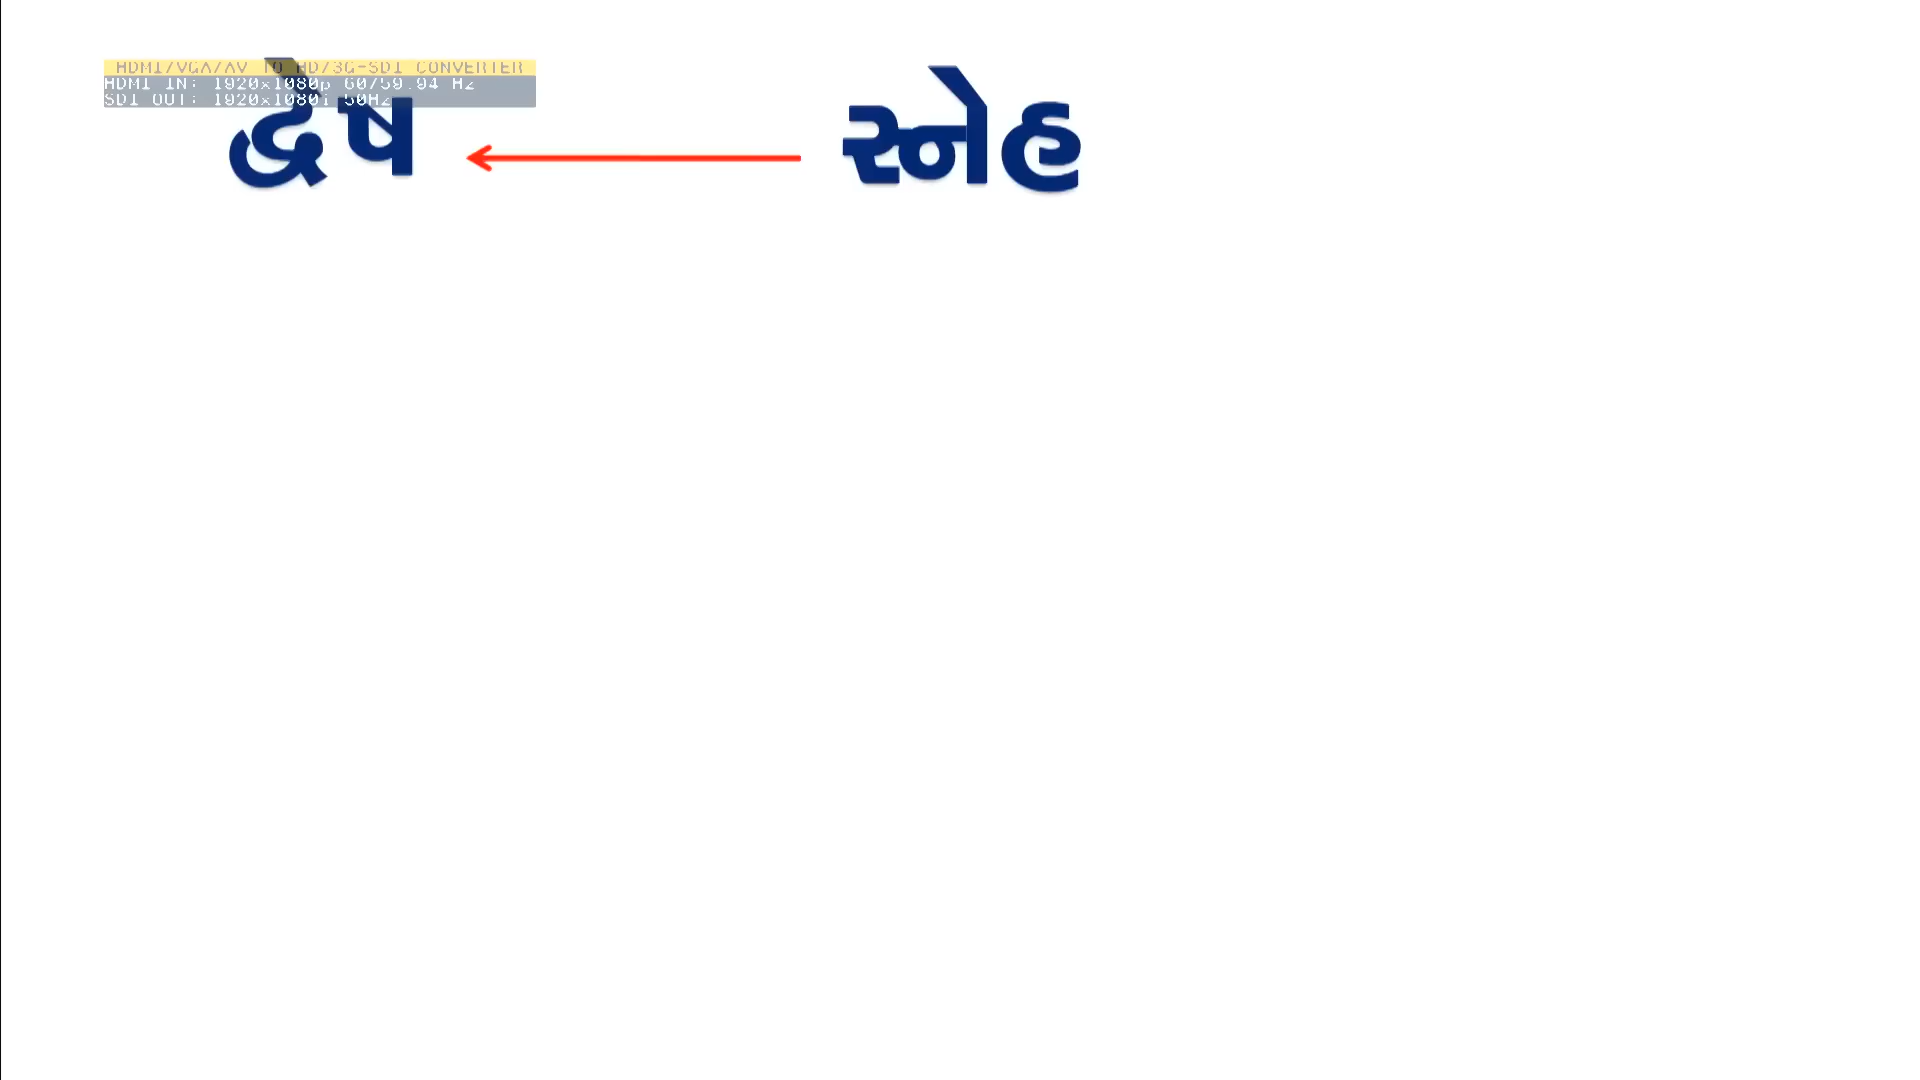 HDMI/VGA/AV TO HD/3G-SDI CONVERTER
HDMI IN: 1920x1080p 60/59.94 Hz
SDI OUT: 1920x1080i 50Hz
દ્વેષ સ્નેહ